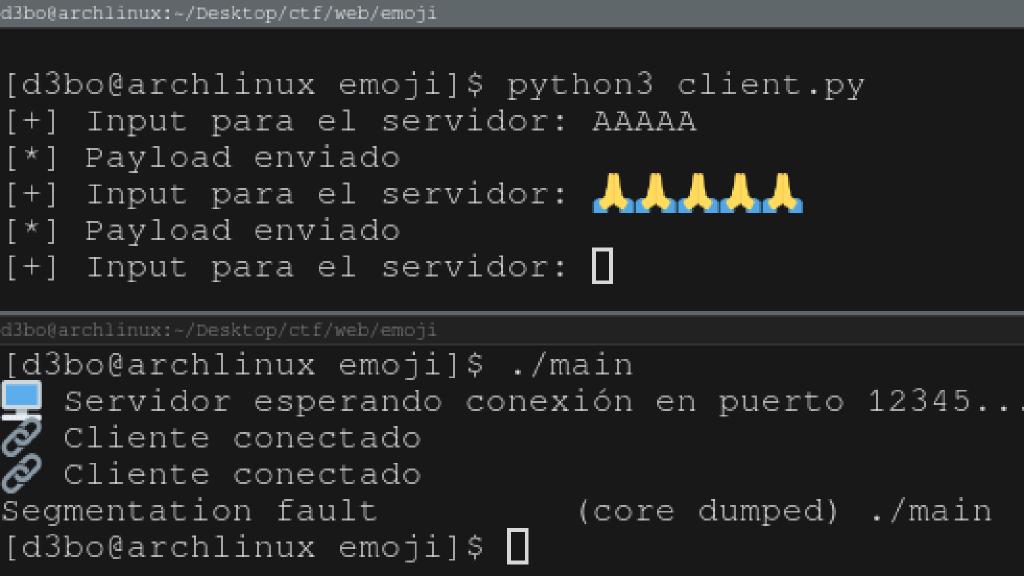 d3bo@archlinux:~/Desktop/ctf/web/emoji
[d3bo@archlinux emoji]$ python3 client.py
[+] Input para el servidor: AAAAA
[*] Payload enviado
[+] Input para el servidor: 🙏🙏🙏🙏🙏
[*] Payload enviado
[+] Input para el servidor:
d3bo@archlinux:~/Desktop/ctf/web/emoji
[d3bo@archlinux emoji]$ ./main
🖥️ Servidor esperando conexión en puerto 12345...
🔗 Cliente conectado
🔗 Cliente conectado
Segmentation fault (core dumped) ./main
[d3bo@archlinux emoji]$